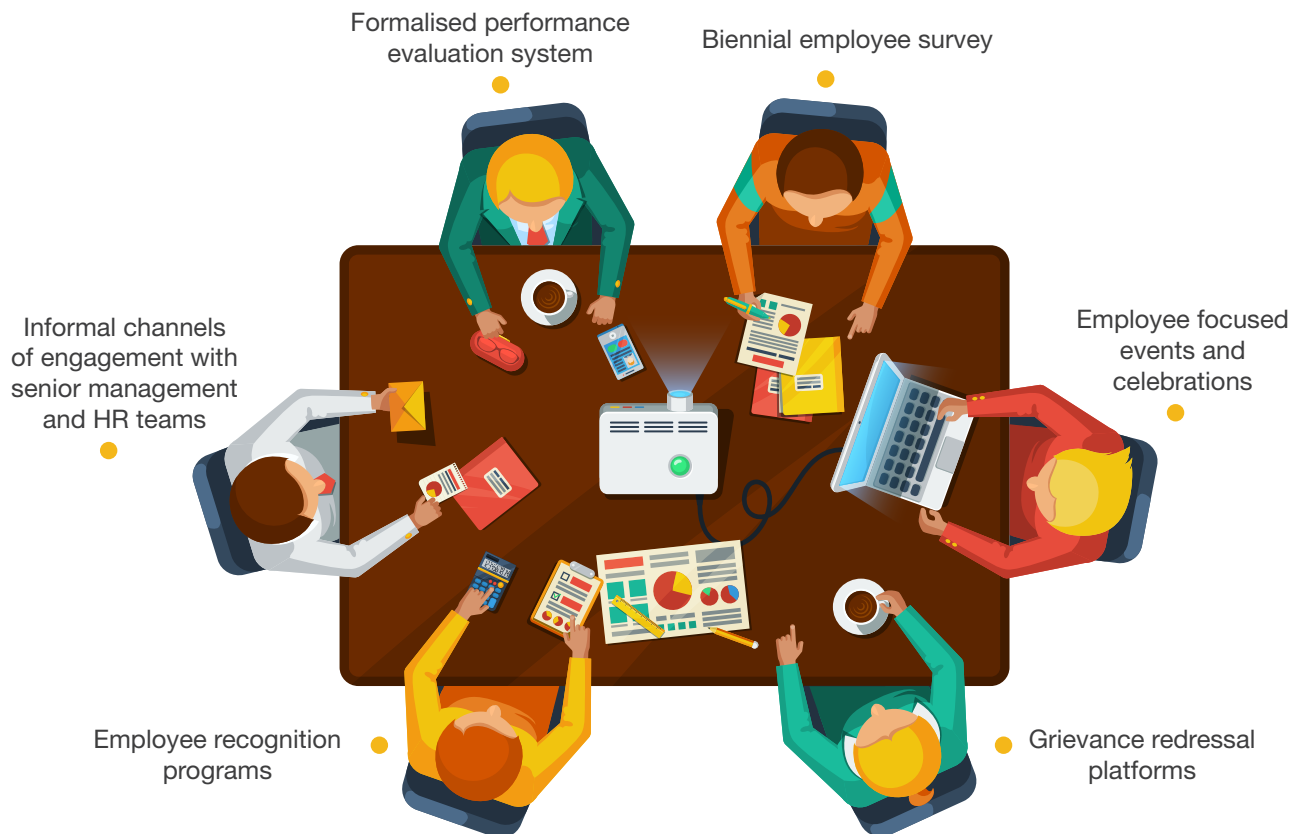 Formalised performance
evaluation system
Biennial employee survey
Informal channels
of engagement with
senior management
and HR teams
Employee focused
events and
celebrations
Employee recognition
programs
Grievance redressal
platforms